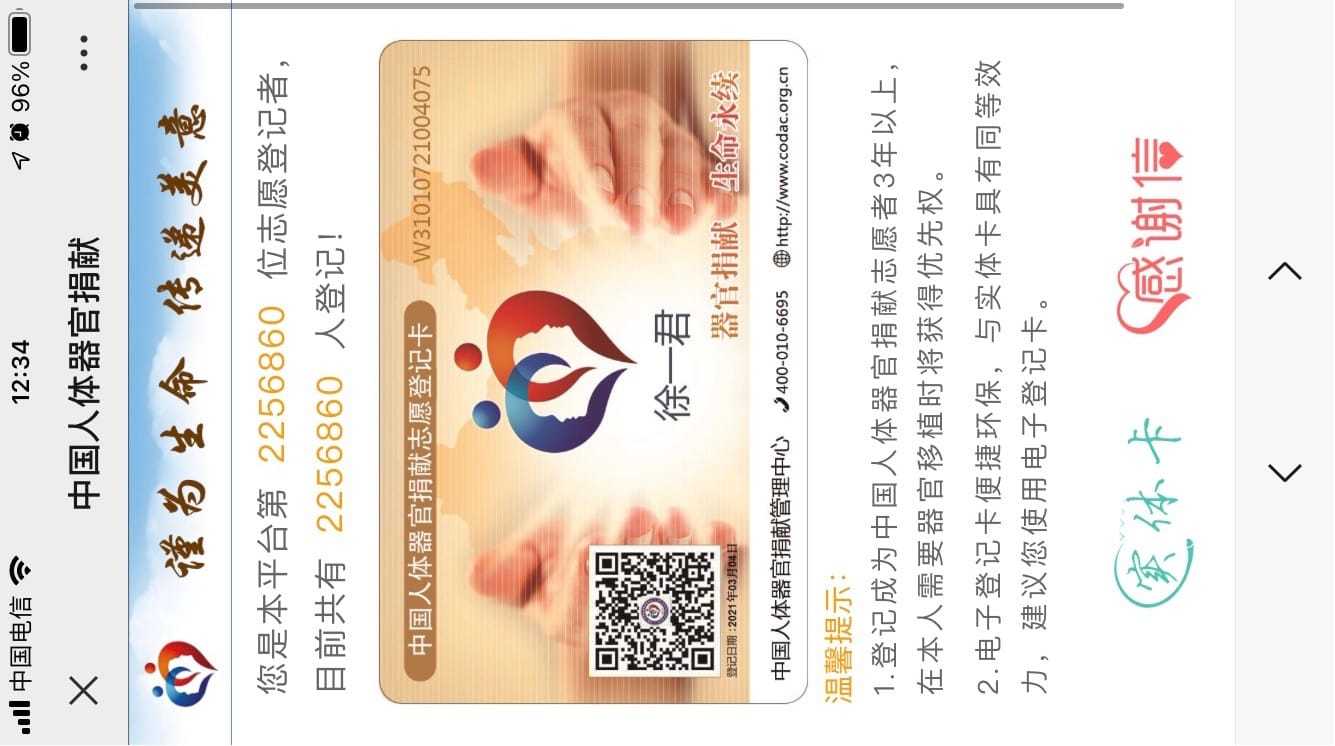 中国电信
12:34
96%
中国人体器官捐献
谨为生命 传递美意
您是本平台第 2256860 位志愿登记者，
目前共有 2256860 人登记！
中国人体器官捐献志愿登记卡
W31010721004075
徐一君
器官捐献 生命永续
登记日期：2021年03月04日
中国人体器官捐献管理中心 400-010-6695 http://www.codac.org.cn
温馨提示：
1.登记成为中国人体器官捐献志愿者3年以上，
在本人需要器官移植时将获得优先权。
2.电子登记卡便捷环保，与实体卡具有同等效
力，建议您使用电子登记卡。
实体卡
感谢信